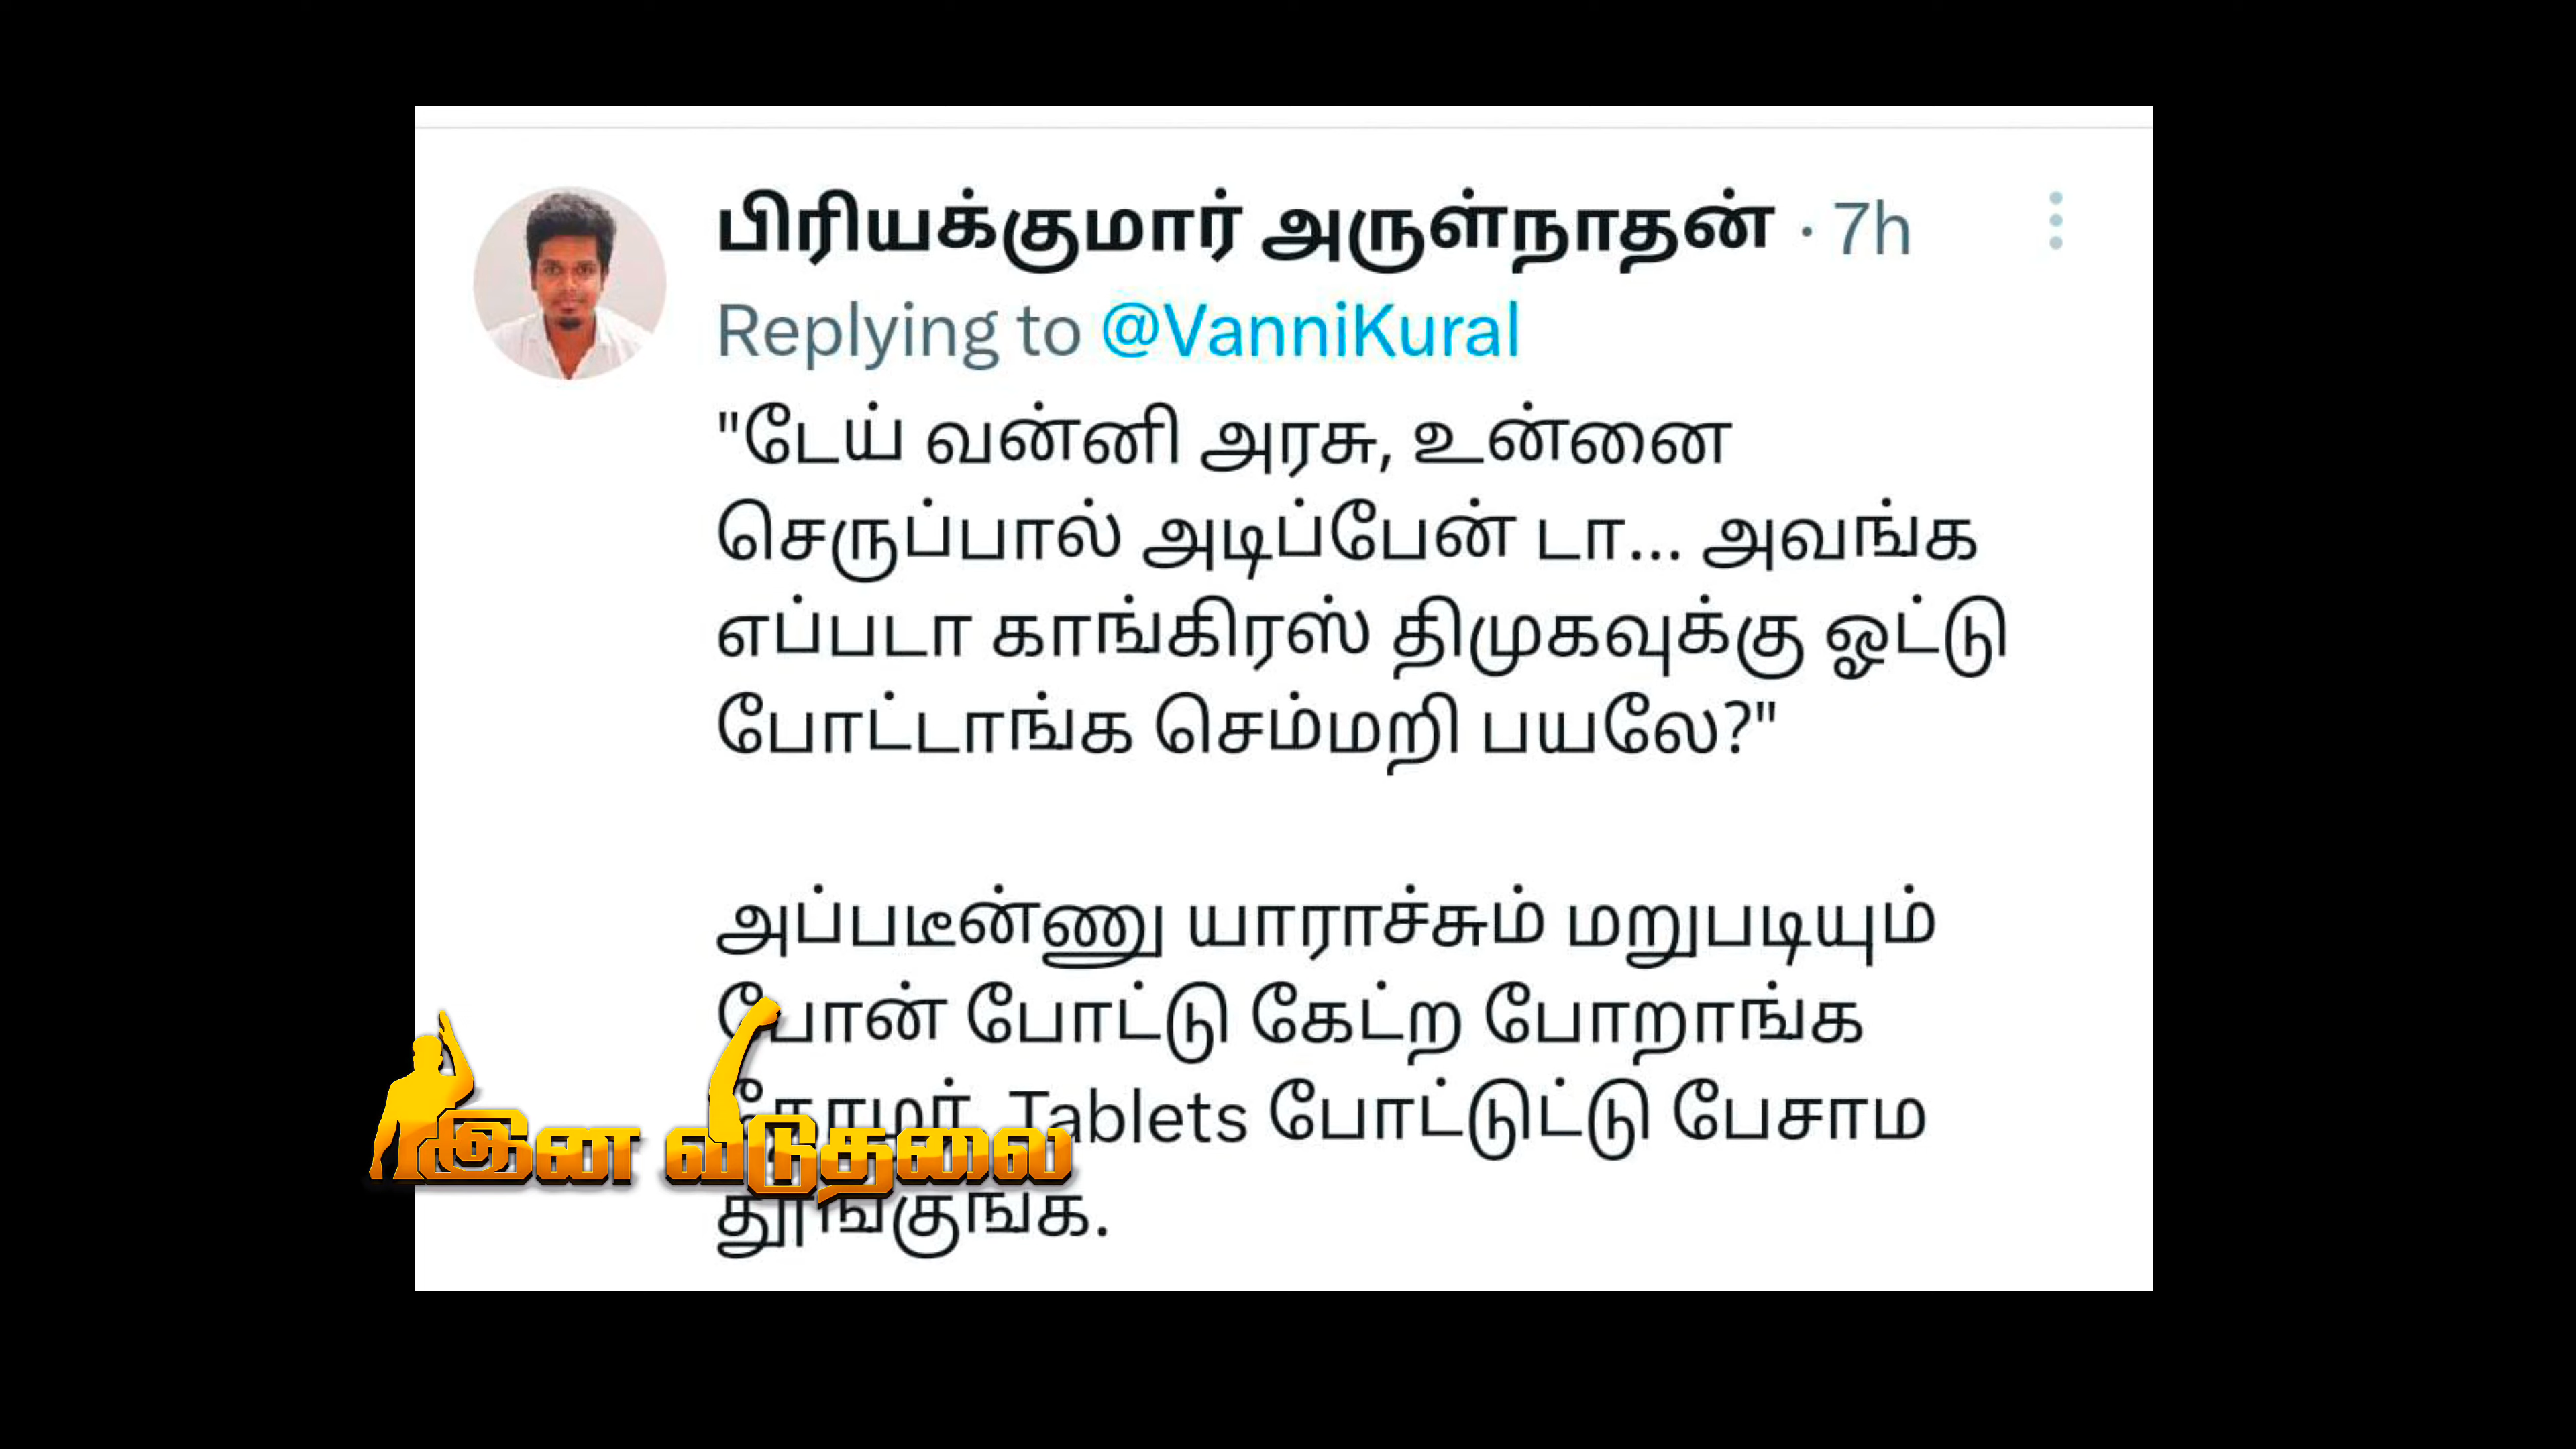 பிரியக்குமார் அருள்நாதன் · 7h
Replying to @VanniKural
"டேய் வன்னி அரசு, உன்னை
செருப்பால் அடிப்பேன் டா... அவங்க
எப்படா காங்கிரஸ் திமுகவுக்கு ஓட்டு
போட்டாங்க செம்மறி பயலே?"
அப்படீன்ணு யாராச்சும் மறுபடியும்
போன் போட்டு கேட்ற போறாங்க
Tablets போட்டுட்டு பேசாம
தூங்குங்க.
இன விடுதலை